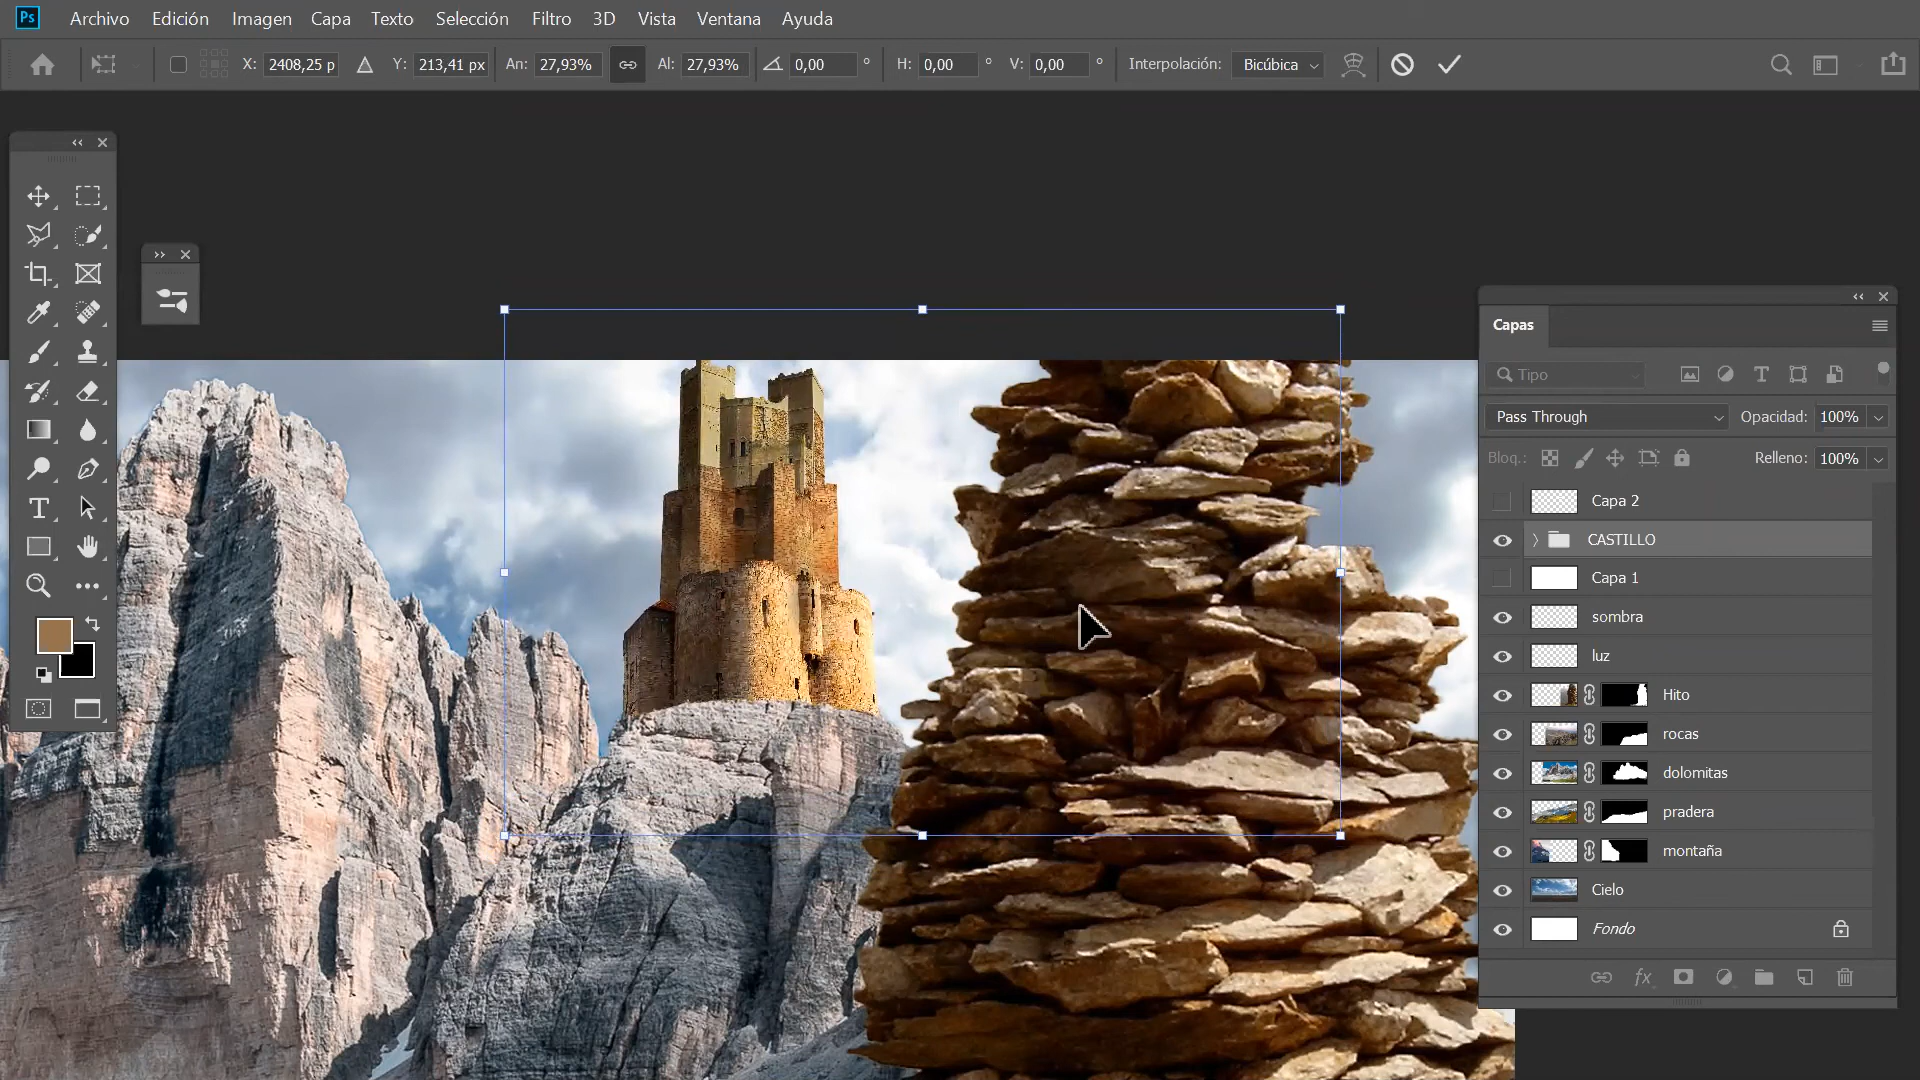 Ps Archivo Edición Imagen Capa Texto Selección Filtro 3D Vista Ventana Ayuda
X: 2408,25 p Y: 213,41 px An: 27,93% Al: 27,93% 0,00 º H: 0,00 º V: 0,00 º Interpolación: Bicúbica
Capas
Tipo
Pass Through Opacidad: 100%
Bloq.: Relleno: 100%
Capa 2
CASTILLO
Capa 1
sombra
luz
Hito
rocas
dolomitas
pradera
montaña
Cielo
Fondo
fx